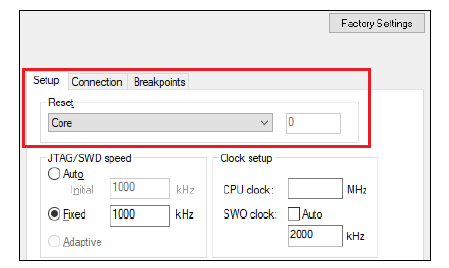 Factory Settings
Setup Connection Breakpoints
Reset
Core 0
JTAG/SWD speed
Auto
Initial 1000 kHz
Fixed 1000 kHz
Adaptive
Clock setup
CPU clock: MHz
SWO clock: Auto
2000 kHz